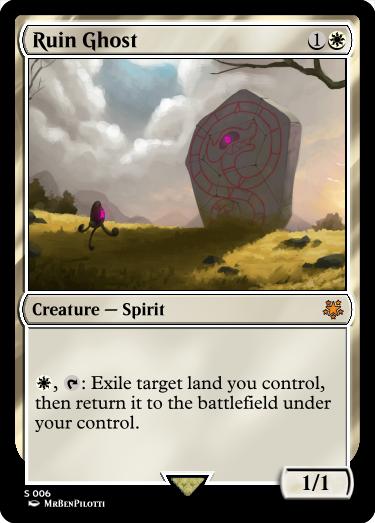 Ruin Ghost 1
Creature — Spirit
, : Exile target land you control,
then return it to the battlefield under
your control.
1/1
S 006
MrBenPilotti